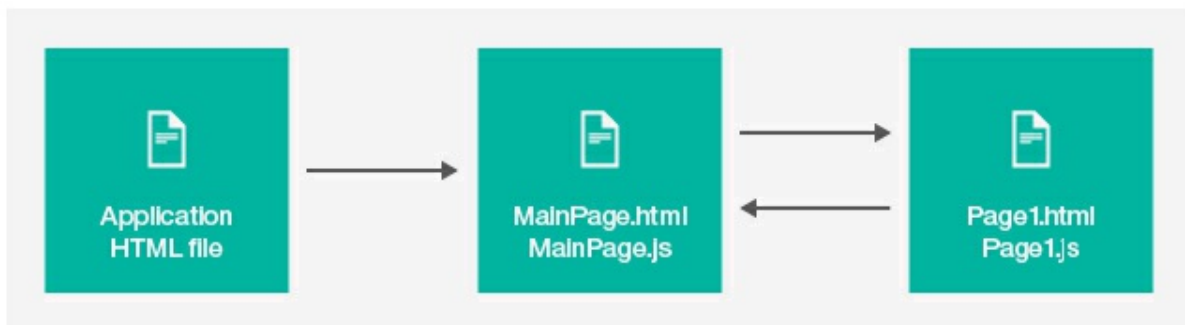 Application
HTML file
MainPage.html
MainPage.js
Page1.html
Page1.js